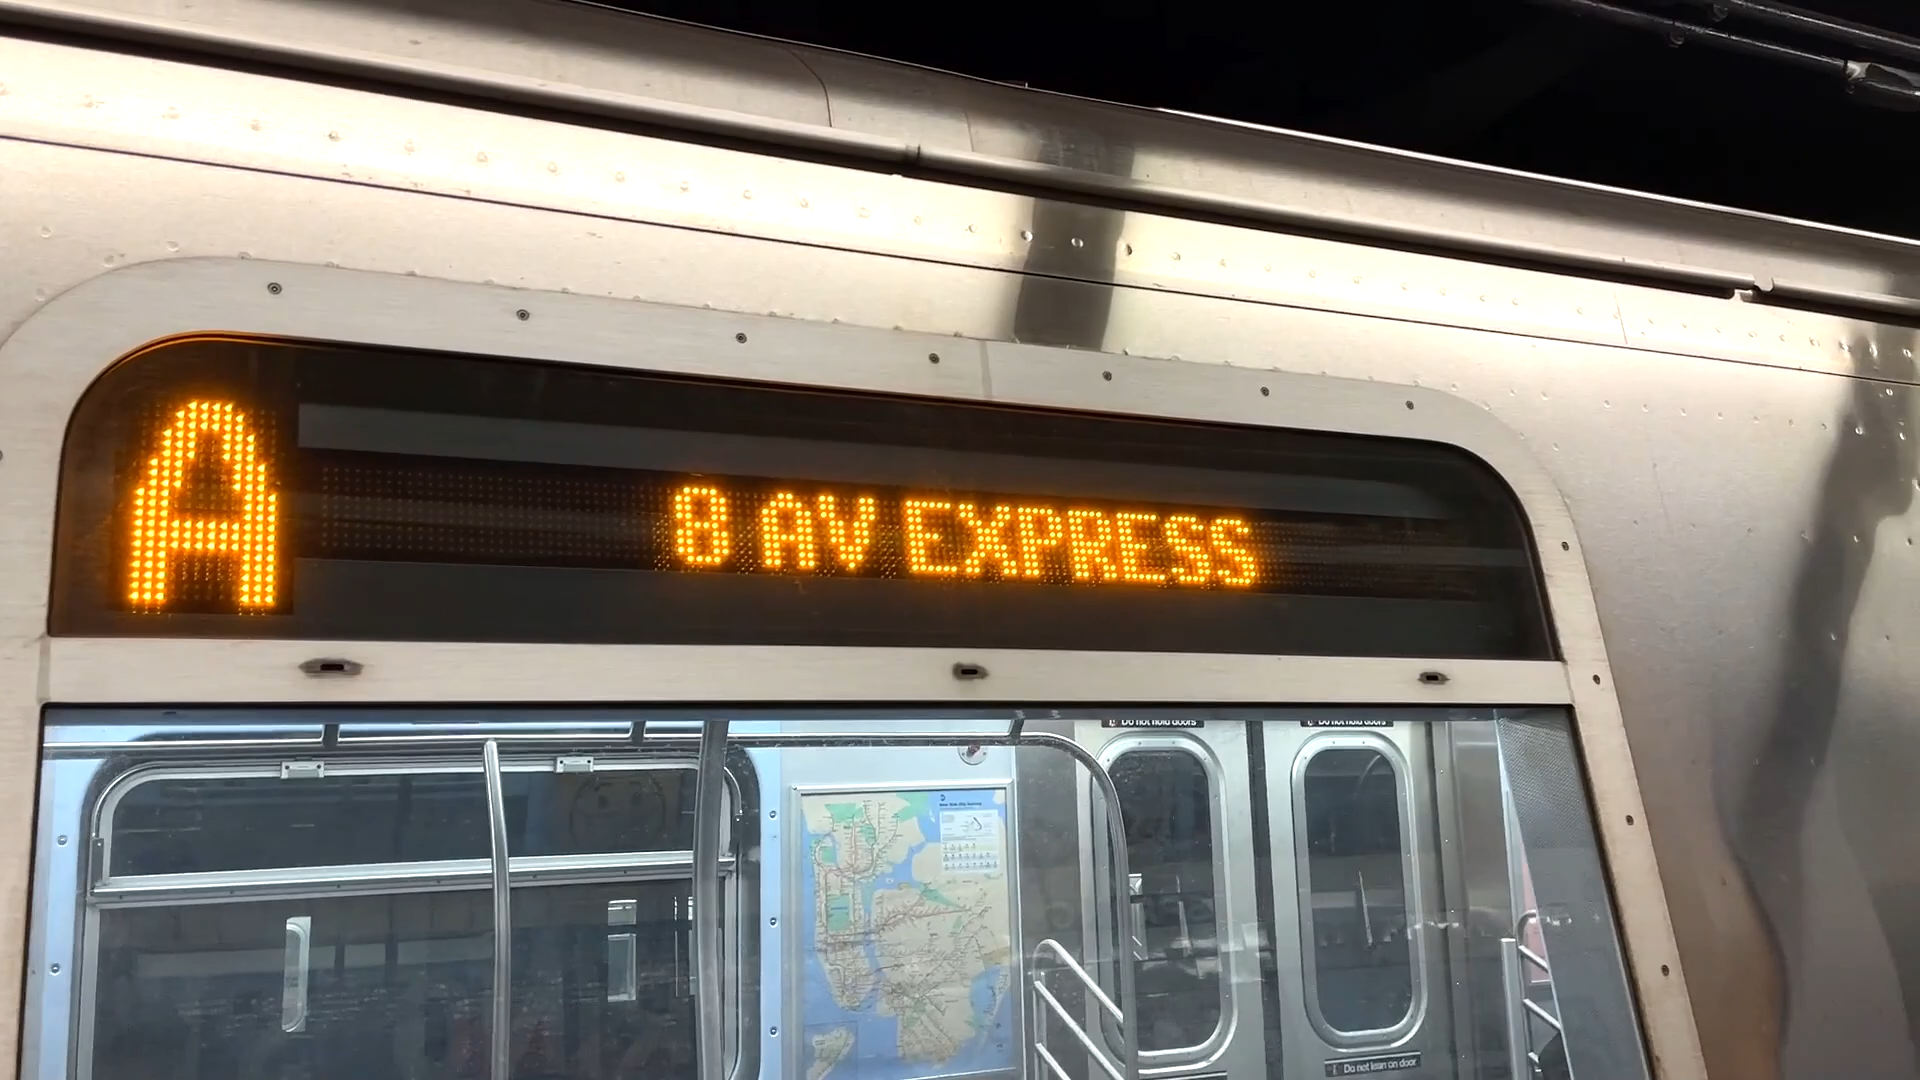 A
8 AV EXPRESS
Do not hold doors
Do not hold doors
Do not lean on door